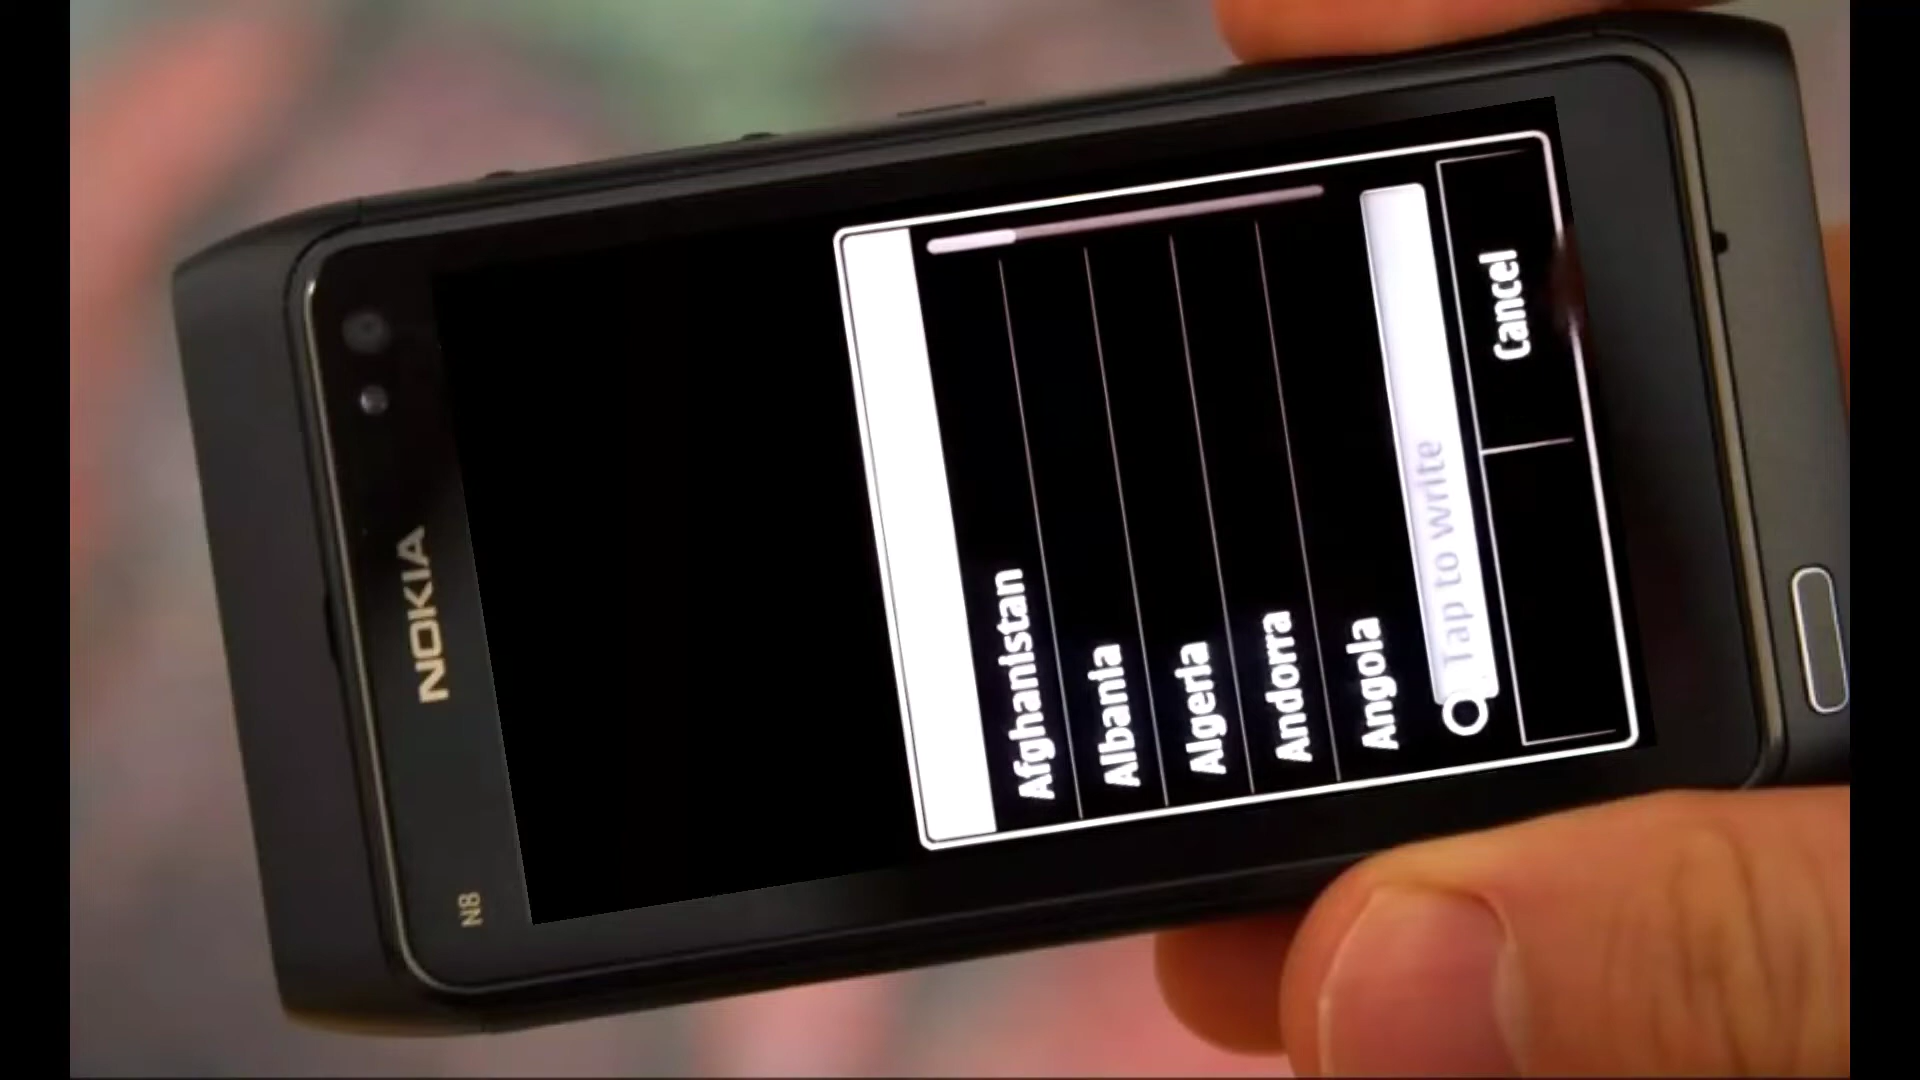 NOKIA
N8
Afghanistan
Albania
Algeria
Andorra
Angola
Tap to write
Cancel